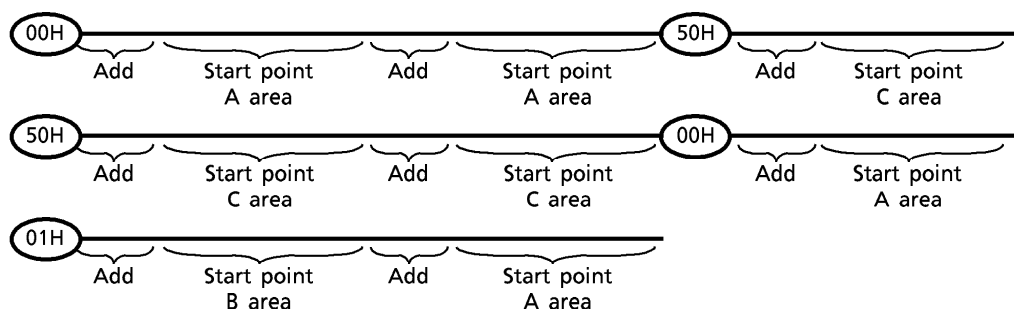 00H 50H
Add Start point Add Start point Add Start point
A area A area C area
50H 00H
Add Start point Add Start point Add Start point
C area C area A area
01H
Add Start point Add Start point
B area A area